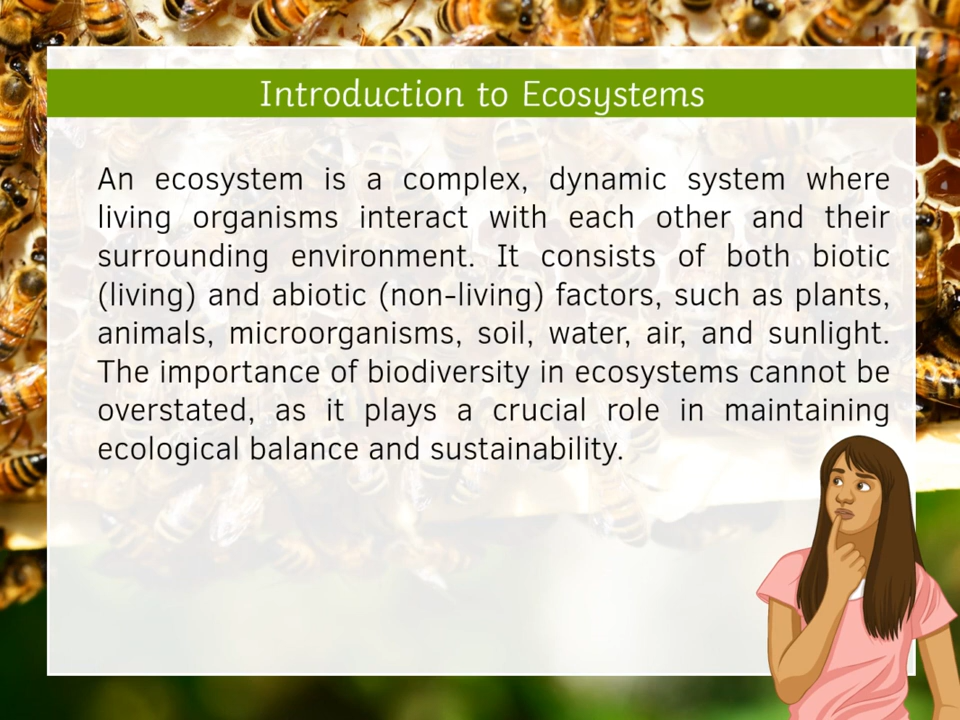 Introduction to Ecosystems
An ecosystem is a complex, dynamic system where
living organisms interact with each other and their
surrounding environment. It consists of both biotic
(living) and abiotic (non-living) factors, such as plants,
animals, microorganisms, soil, water, air, and sunlight.
The importance of biodiversity in ecosystems cannot be
overstated, as it plays a crucial role in maintaining
ecological balance and sustainability.